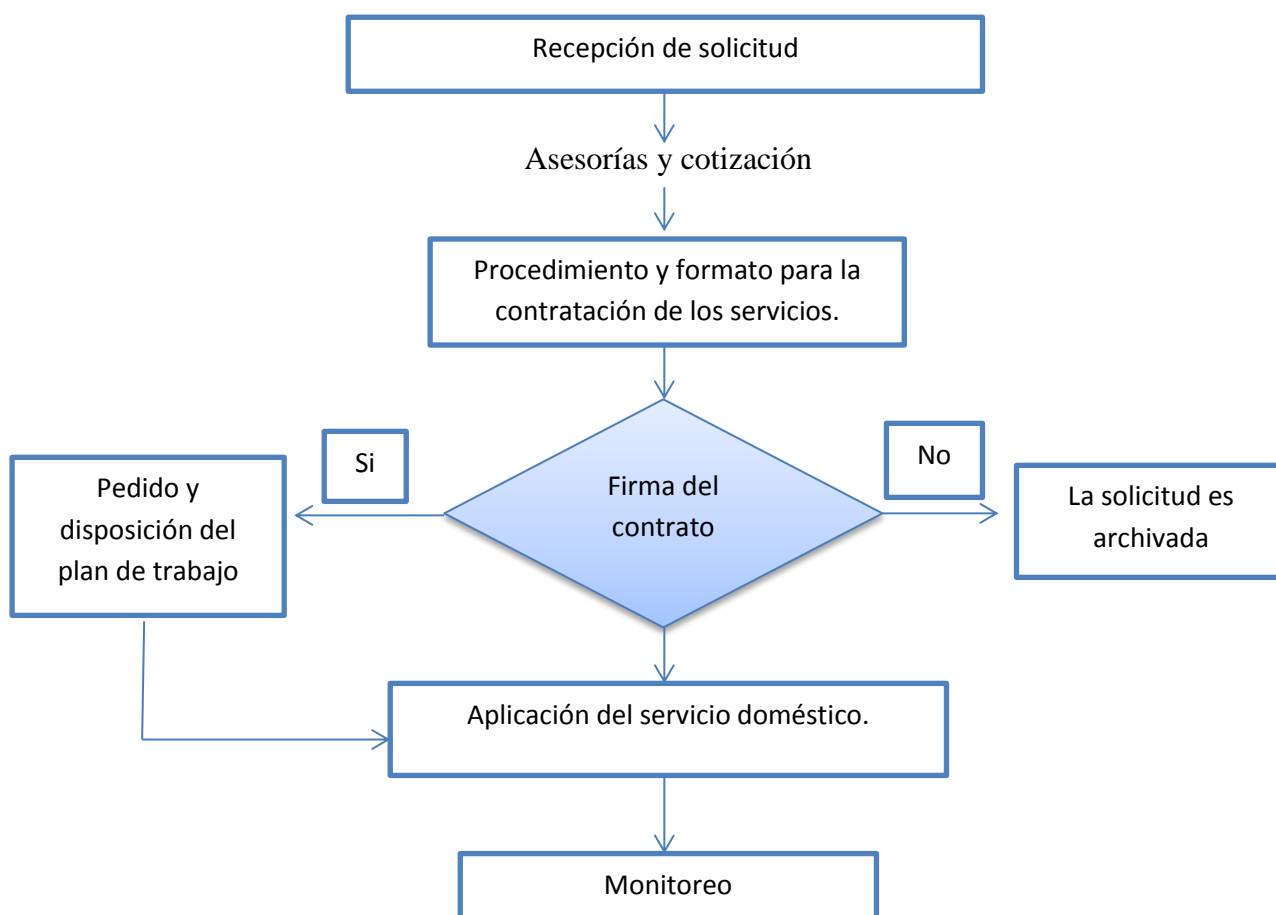 Recepción de solicitud
Asesorías y cotización
Procedimiento y formato para la
contratación de los servicios.
Si
No
Pedido y
disposición del
plan de trabajo
Firma del
contrato
La solicitud es
archivada
Aplicación del servicio doméstico.
Monitoreo